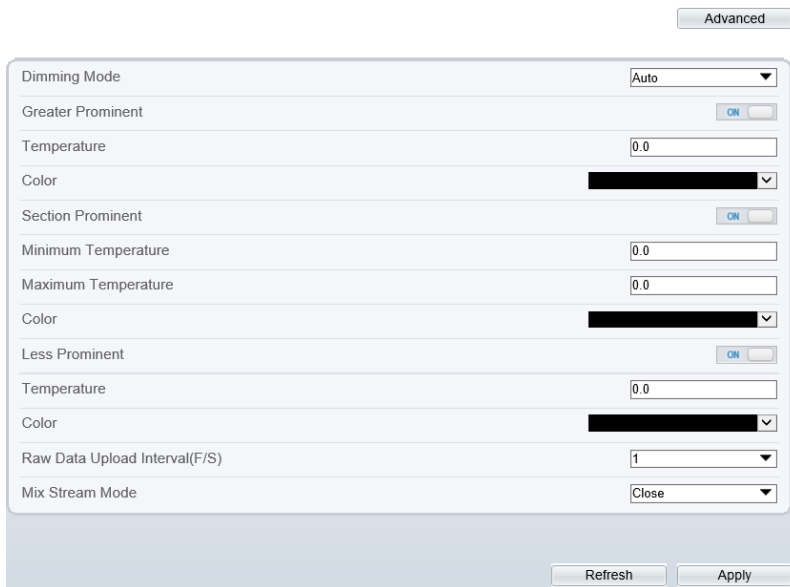 Advanced
Dimming Mode Auto
Greater Prominent ON
Temperature 0.0
Color
Section Prominent ON
Minimum Temperature 0.0
Maximum Temperature 0.0
Color
Less Prominent ON
Temperature 0.0
Color
Raw Data Upload Interval(F/S) 1
Mix Stream Mode Close
Refresh Apply